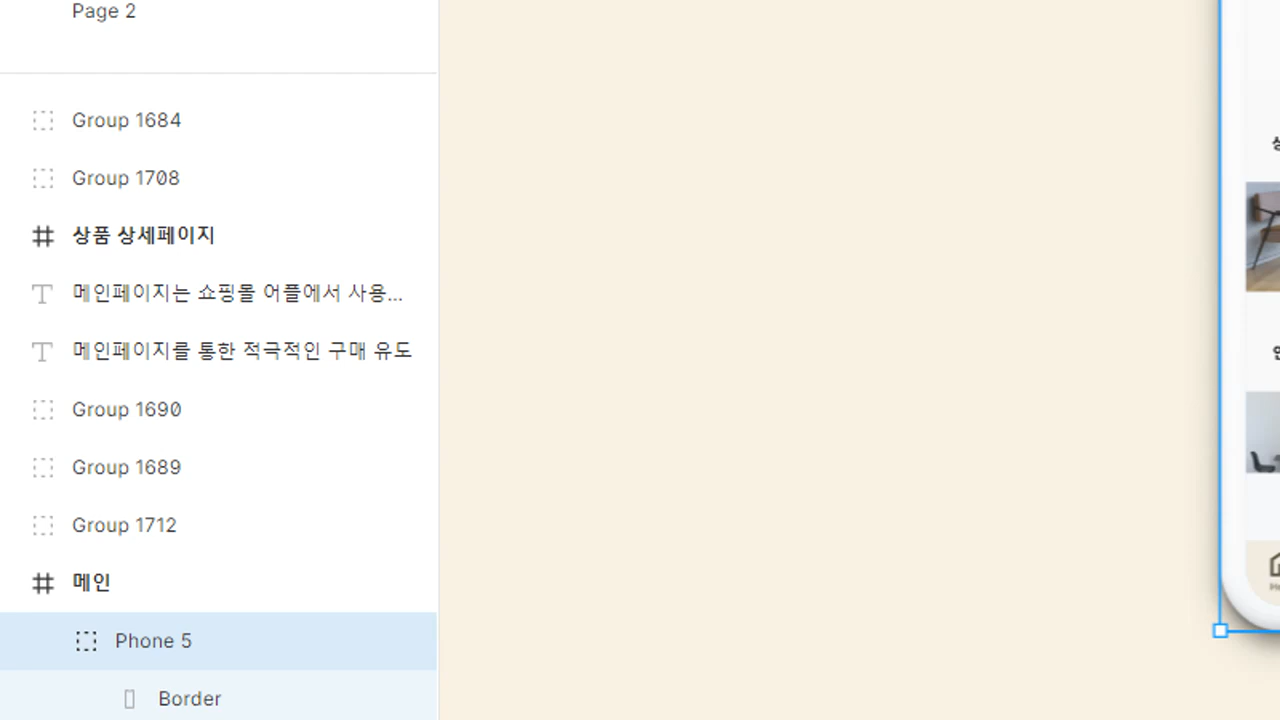 Page 2
Group 1684
Group 1708
상품 상세페이지
메인페이지는 쇼핑몰 어플에서 사용...
메인페이지를 통한 적극적인 구매 유도
Group 1690
Group 1689
Group 1712
메인
Phone 5
Border